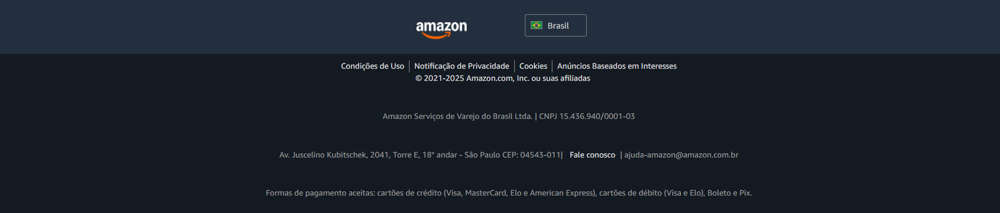 amazon
Brasil
Condições de Uso | Notificação de Privacidade | Cookies | Anúncios Baseados em Interesses
© 2021-2025 Amazon.com, Inc. ou suas afiliadas
Amazon Serviços de Varejo do Brasil Ltda. | CNPJ 15.436.940/0001-03
Av. Juscelino Kubitschek, 2041, Torre E, 18° andar - São Paulo CEP: 04543-011| Fale conosco | ajuda-amazon@amazon.com.br
Formas de pagamento aceitas: cartões de crédito (Visa, MasterCard, Elo e American Express), cartões de débito (Visa e Elo), Boleto e Pix.